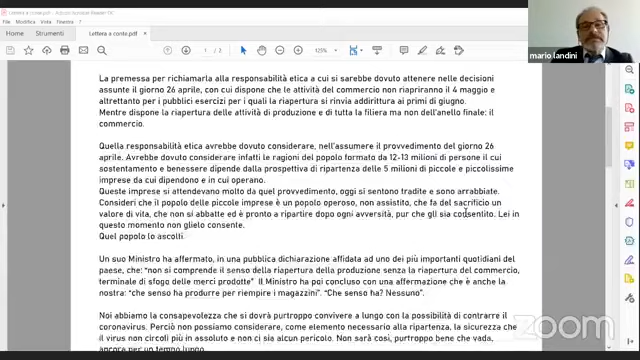 Lettera a conte.pdf - Adobe Acrobat Reader DC
File Modifica Vista Firma Finestra ?
Home Strumenti Lettera a conte.pdf ×
1 / 2 125%
La premessa per richiamarla alla responsabilità etica a cui si sarebbe dovuto attenere nelle decisioni
assunte il giorno 26 aprile, con cui dispone che le attività del commercio non riapriranno il 4 maggio e
altrettanto per i pubblici esercizi per i quali la riapertura si rinvia addirittura ai primi di giugno.
Mentre dispone la riapertura delle attività di produzione e di tutta la filiera ma non dell'anello finale: il
commercio.
Quella responsabilità etica avrebbe dovuto considerare, nell'assumere il provvedimento del giorno 26
aprile. Avrebbe dovuto considerare infatti le ragioni del popolo formato da 12-13 milioni di persone il cui
sostentamento e benessere dipende dalla prospettiva di ripartenza delle 5 milioni di piccole e piccolissime
imprese da cui dipendono e in cui operano.
Queste imprese si attendevano molto da quel provvedimento, oggi si sentono tradite e sono arrabbiate.
Consideri che il popolo delle piccole imprese è un popolo operoso, non assistito, che fa del sacrificio un
valore di vita, che non si abbatte ed è pronto a ripartire dopo ogni avversità, pur che gli sia consentito. Lei in
questo momento non glielo consente.
Quel popolo lo ascolti.
Un suo Ministro ha affermato, in una pubblica dichiarazione affidata ad uno dei più importanti quotidiani del
paese, che: "non si comprende il senso della riapertura della produzione senza la riapertura del commercio,
terminale di sfogo delle merci prodotte" Il Ministro ha poi concluso con una affermazione che è anche la
nostra: "che senso ha produrre per riempire i magazzini". "Che senso ha? Nessuno".
Noi abbiamo la consapevolezza che si dovrà purtroppo convivere a lungo con la possibilità di contrarre il
coronavirus. Perciò non possiamo considerare, come elemento necessario alla ripartenza, la sicurezza che
il virus non circoli più in assoluto e non ci sia alcun pericolo. Non sarà così, purtroppo bene che vada,
ancora per un tempo lungo.
mario landini
zoom